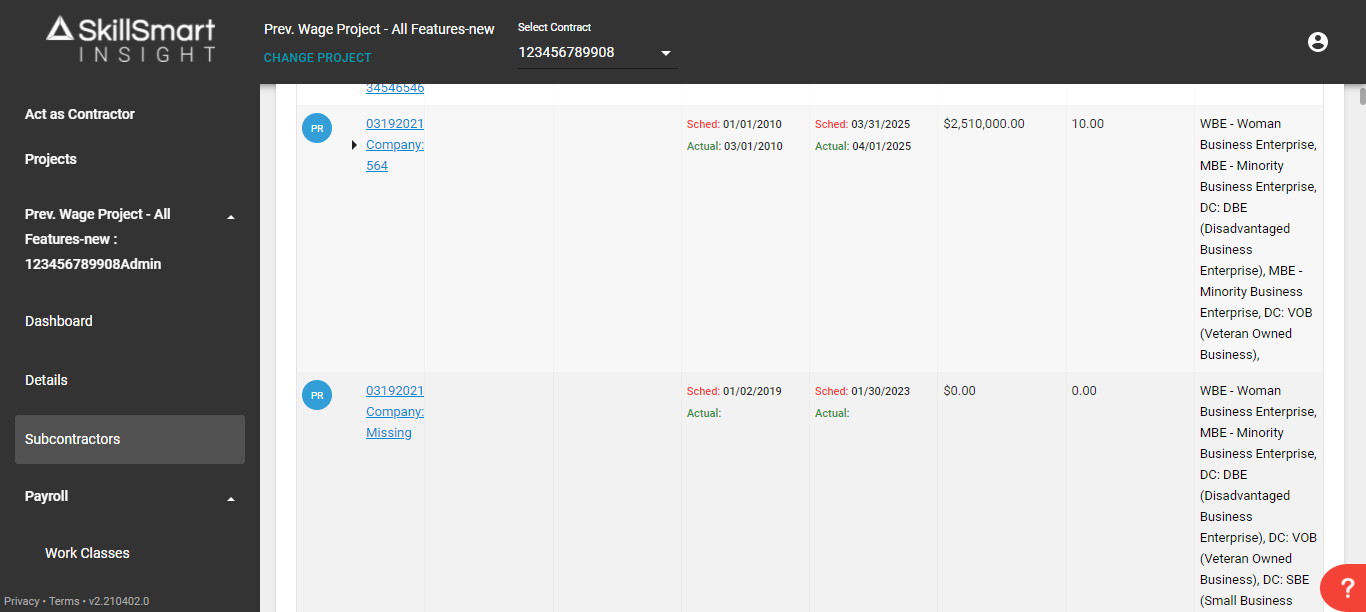 SkillSmart
INSIGHT
Prev. Wage Project - All Features-new
CHANGE PROJECT
Select Contract
123456789908
Act as Contractor
Projects
Prev. Wage Project - All
Features-new :
123456789908Admin
Dashboard
Details
Subcontractors
Payroll
Work Classes
Privacy • Terms • v2.210402.0
34546546
PR
03192021
Company:
564
Sched: 01/01/2010
Actual: 03/01/2010
Sched: 03/31/2025
Actual: 04/01/2025
$2,510,000.00
10.00
WBE - Woman
Business Enterprise,
MBE - Minority
Business Enterprise,
DC: DBE
(Disadvantaged
Business
Enterprise), MBE -
Minority Business
Enterprise, DC: VOB
(Veteran Owned
Business),
PR
03192021
Company:
Missing
Sched: 01/02/2019
Actual:
Sched: 01/30/2023
Actual:
$0.00
0.00
WBE - Woman
Business Enterprise,
MBE - Minority
Business Enterprise,
DC: DBE
(Disadvantaged
Business
Enterprise), DC: VOB
(Veteran Owned
Business), DC: SBE
(Small Business
?